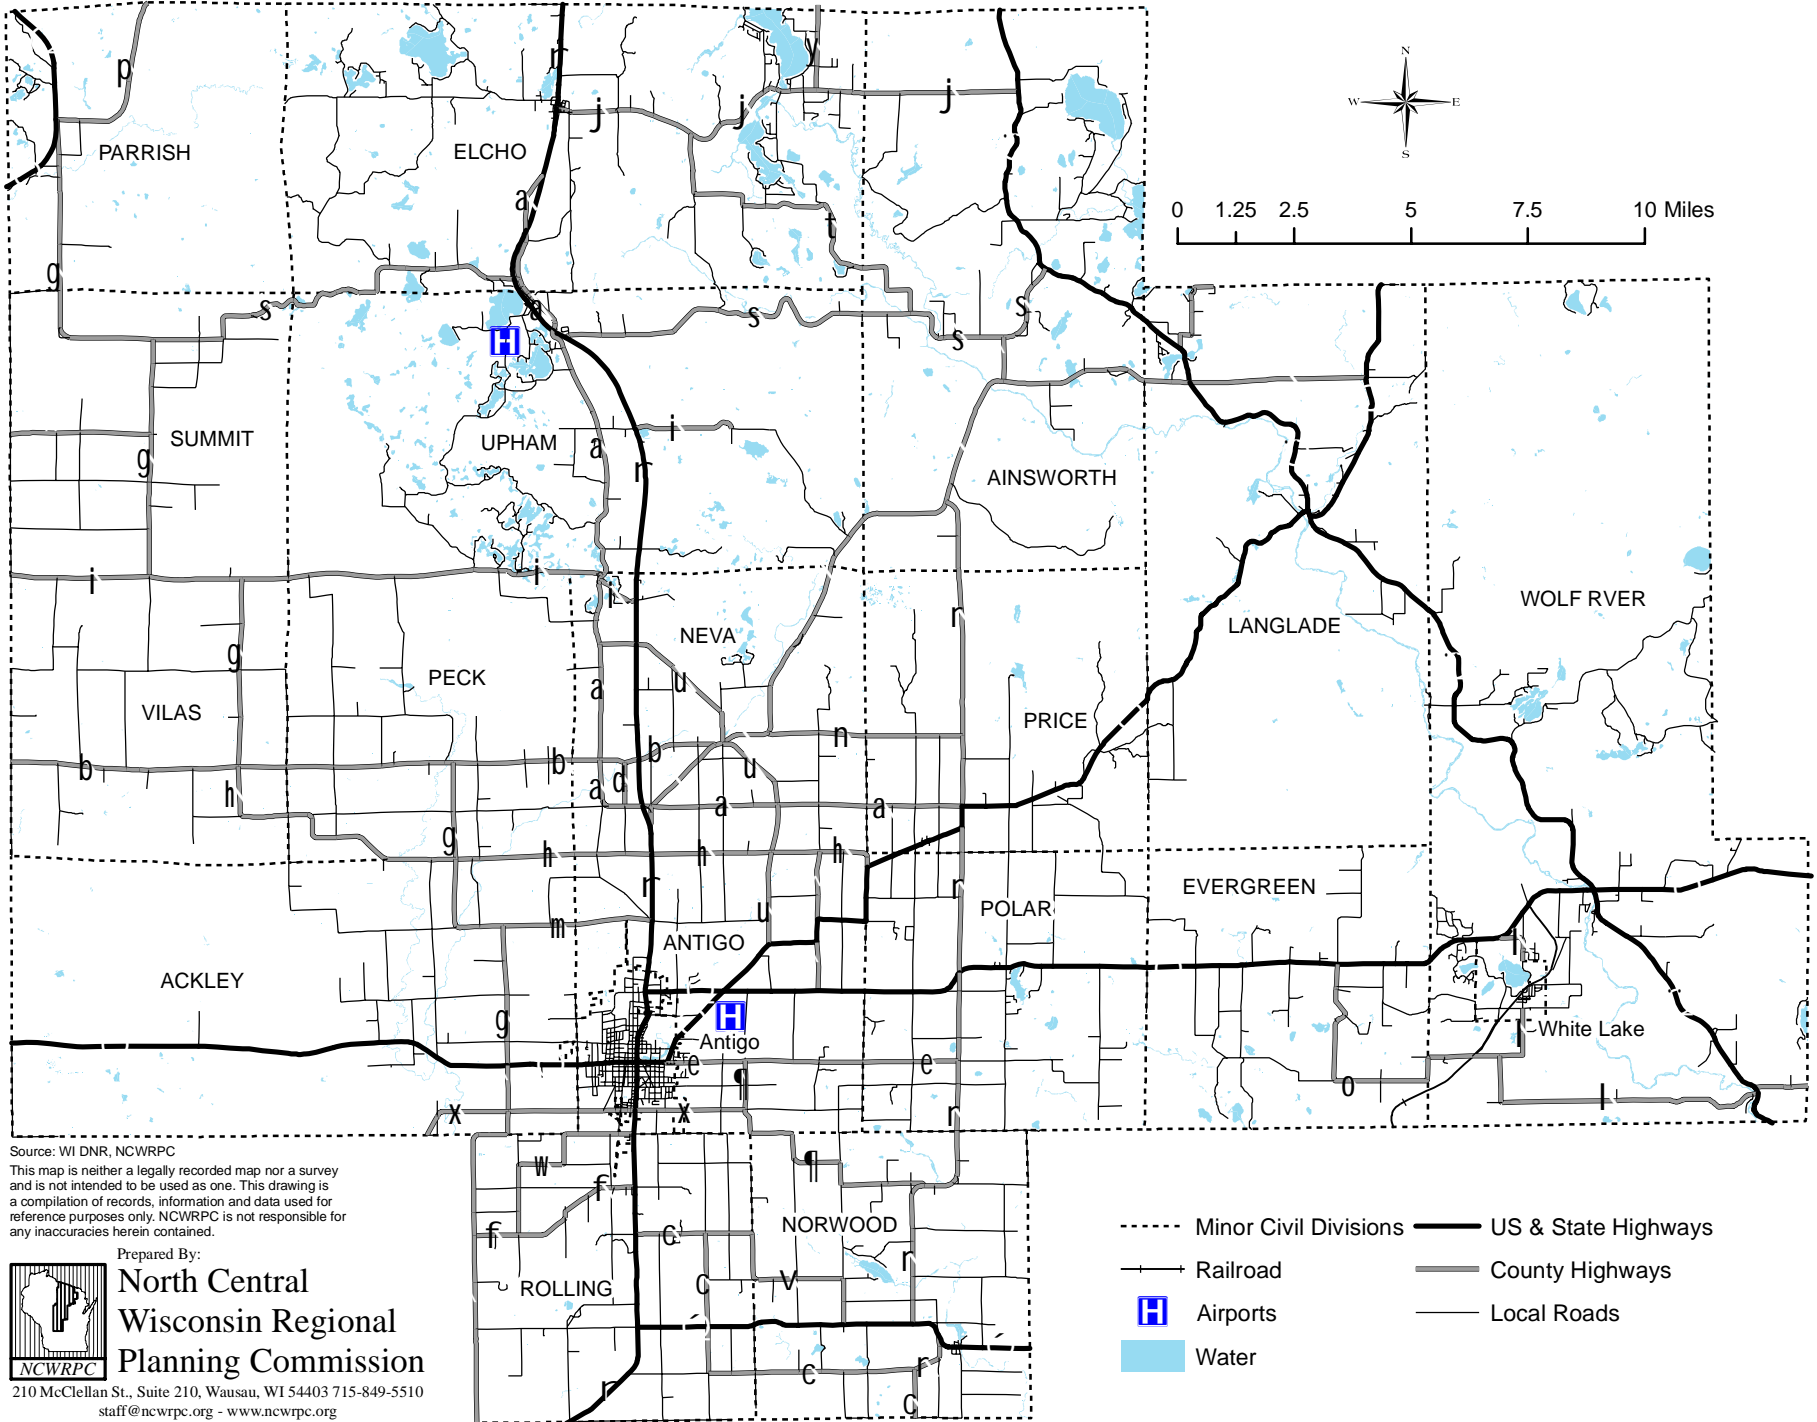 N
W E
S
0 1.25 2.5 5 7.5 10 Miles
p
r
y
j
j
j
PARRISH
ELCHO
a
t
g
s
a
s
s
s
H
SUMMIT
UPHAM
i
a
r
g
AINSWORTH
i
i
i
r
NEVA
LANGLADE
WOLF RVER
g
PECK
u
a
VILAS
PRICE
b
b
b
n
u
h
a
d
a
a
g
h
h
h
r
r
EVERGREEN
POLAR
u
m
ANTIGO
l
ACKLEY
g
H
Antigo
White Lake
l
e
e
¶
o
l
x
x
r
Source: WI DNR, NCWRPC
This map is neither a legally recorded map nor a survey
and is not intended to be used as one. This drawing is
a compilation of records, information and data used for
reference purposes only. NCWRPC is not responsible for
any inaccuracies herein contained.
w
¶
f
f
c
NORWOOD
r
ROLLING
c
v
c
r
r
c
Prepared By:
North Central
Wisconsin Regional
Planning Commission
NCWRPC
210 McClellan St., Suite 210, Wausau, WI 54403 715-849-5510
staff@ncwrpc.org - www.ncwrpc.org
Minor Civil Divisions
US & State Highways
Railroad
County Highways
H
Airports
Local Roads
Water